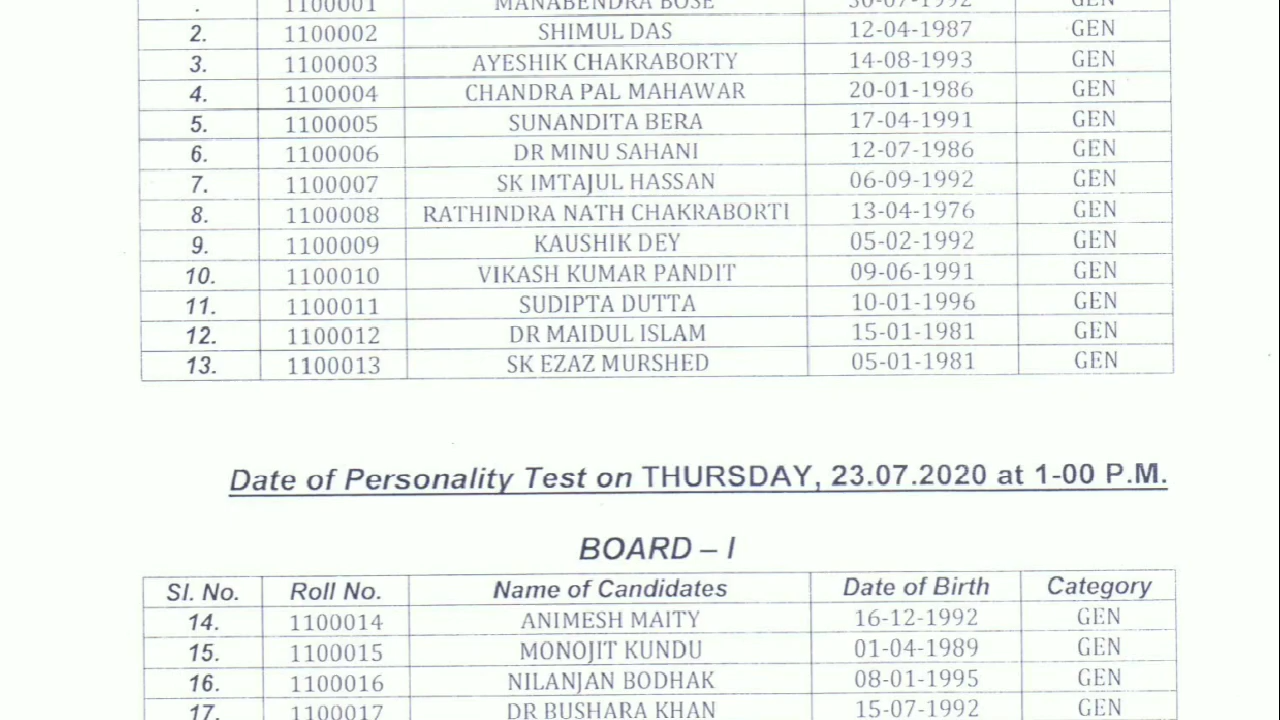 . 1100001 MANABENDRA BOSE 30-07-1992 GEN
2. 1100002 SHIMUL DAS 12-04-1987 GEN
3. 1100003 AYESHIK CHAKRABORTY 14-08-1993 GEN
4. 1100004 CHANDRA PAL MAHAWAR 20-01-1986 GEN
5. 1100005 SUNANDITA BERA 17-04-1991 GEN
6. 1100006 DR MINU SAHANI 12-07-1986 GEN
7. 1100007 SK IMTAJUL HASSAN 06-09-1992 GEN
8. 1100008 RATHINDRA NATH CHAKRABORTI 13-04-1976 GEN
9. 1100009 KAUSHIK DEY 05-02-1992 GEN
10. 1100010 VIKASH KUMAR PANDIT 09-06-1991 GEN
11. 1100011 SUDIPTA DUTTA 10-01-1996 GEN
12. 1100012 DR MAIDUL ISLAM 15-01-1981 GEN
13. 1100013 SK EZAZ MURSHED 05-01-1981 GEN
Date of Personality Test on THURSDAY, 23.07.2020 at 1-00 P.M.
BOARD – I
Sl. No. Roll No. Name of Candidates Date of Birth Category
14. 1100014 ANIMESH MAITY 16-12-1992 GEN
15. 1100015 MONOJIT KUNDU 01-04-1989 GEN
16. 1100016 NILANJAN BODHAK 08-01-1995 GEN
17. 1100017 DR BUSHARA KHAN 15-07-1992 GEN